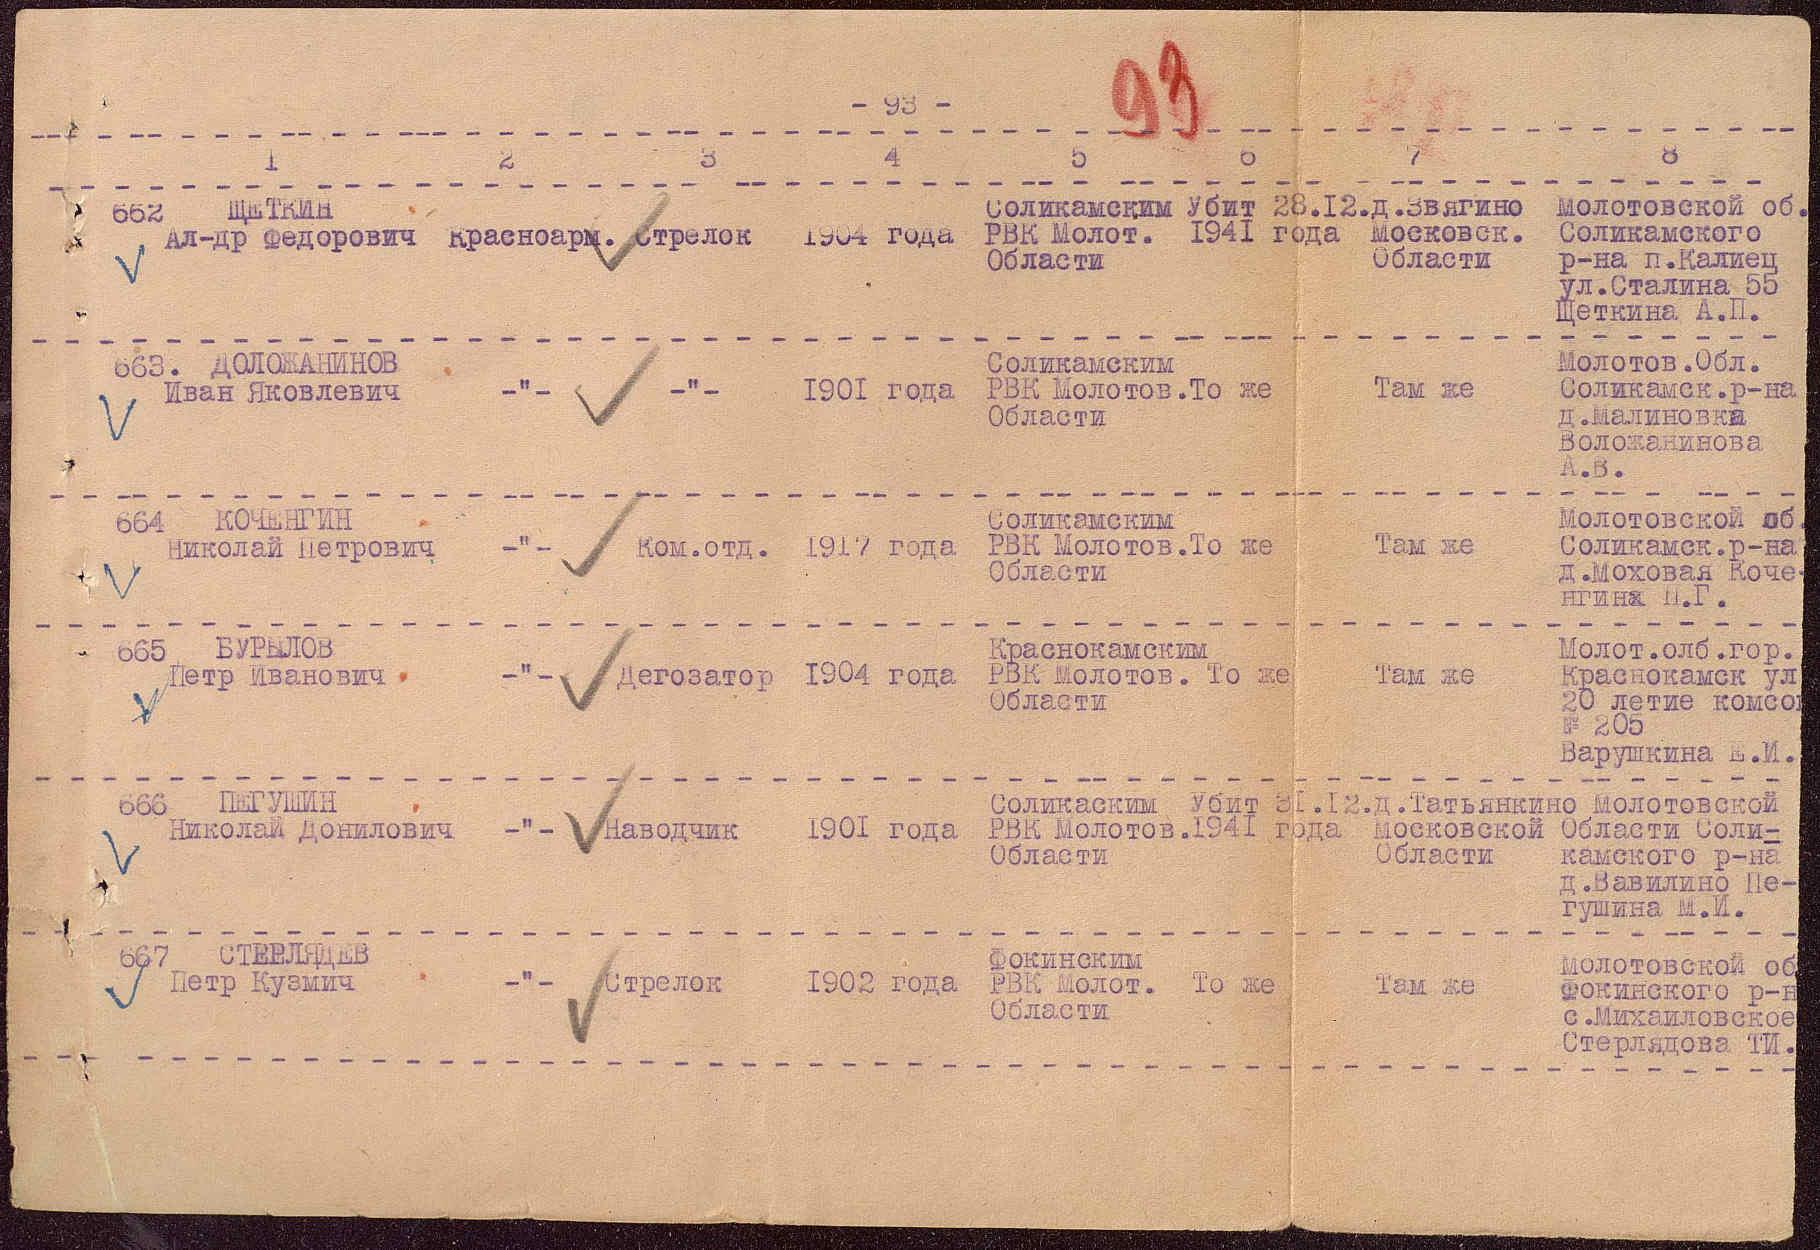 - 93 -
93
1 2 3 4 5 6 7 8
662 ЩЕТКИН
Ал-др Федорович
Красноарм.
Стрелок
1904 года
Соликамским
РВК Молот.
Области
Убит 28.12.
1941 года
д.Звягино
Московск.
Области
Молотовской об.
Соликамского
р-на п.Калиец
ул.Сталина 55
Щеткина А.П.
663. ДОЛОЖАНИНОВ
Иван Яковлевич
-"-
-"-
1901 года
Соликамским
РВК Молотов.
Области
То же
Там же
Молотов.Обл.
Соликамск.р-на
д.Малиновка
Воложанинова
А.В.
664 КОЧЕНГИН
Николай Петрович
-"-
Ком.отд.
1917 года
Соликамским
РВК Молотов.
Области
То же
Там же
Молотовской об.
Соликамск.р-на
д.Моховая Коче-
нгина П.Г.
665 БУРЫЛОВ
Петр Иванович
-"-
Дегозатор
1904 года
Краснокамским
РВК Молотов.
Области
То же
Там же
Молот.олб.гор.
Краснокамск ул
20 летие комсо
№ 205
Варушкина Е.И.
666 ПЕГУШИН
Николай Донилович
-"-
Наводчик
1901 года
Соликаским
РВК Молотов.
Области
Убит 31.12.
1941 года
д.Татьянкино
Московской
Области
Молотовской
Области Соли-
камского р-на
д.Вавилино Пе-
гушина М.И.
667 СТЕРЛЯДЕВ
Петр Кузмич
-"-
Стрелок
1902 года
Фокинским
РВК Молот.
Области
То же
Там же
Молотовской об
Фокинского р-н
с.Михаиловское
Стерлядова ТИ.